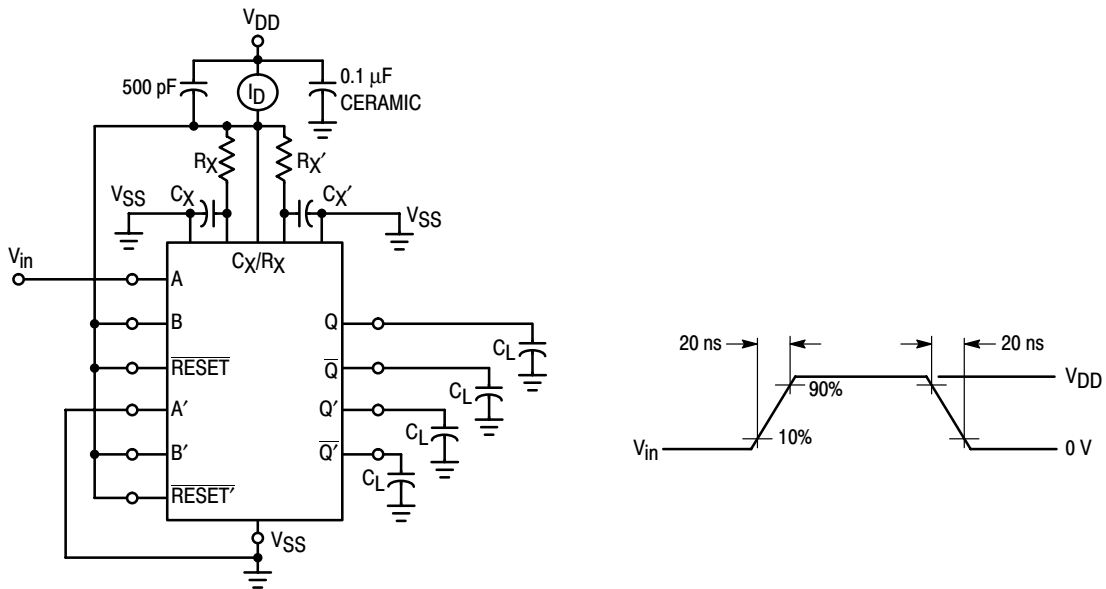 VDD
500 pF
ID
0.1 μF
CERAMIC
RX
RX′
VSS
CX
CX′
VSS
Vin
CX/RX
A
B
RESET
A′
B′
RESET′
Q
Q
Q′
Q′
CL
CL
CL
CL
VSS
20 ns
20 ns
90%
10%
VDD
Vin
0 V